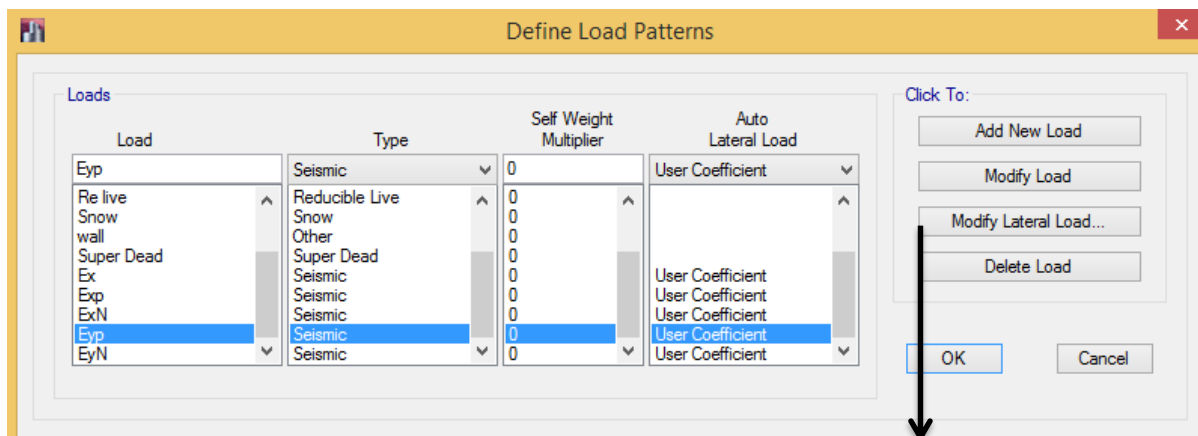 Define Load Patterns
Loads
Click To:
Load Type Self Weight Multiplier Auto Lateral Load
Eyp Seismic 0 User Coefficient
Re live Reducible Live 0
Snow Snow 0
wall Other 0
Super Dead Super Dead 0
Ex Seismic 0 User Coefficient
Exp Seismic 0 User Coefficient
ExN Seismic 0 User Coefficient
Eyp Seismic 0 User Coefficient
EyN Seismic 0 User Coefficient
Add New Load
Modify Load
Modify Lateral Load...
Delete Load
OK Cancel